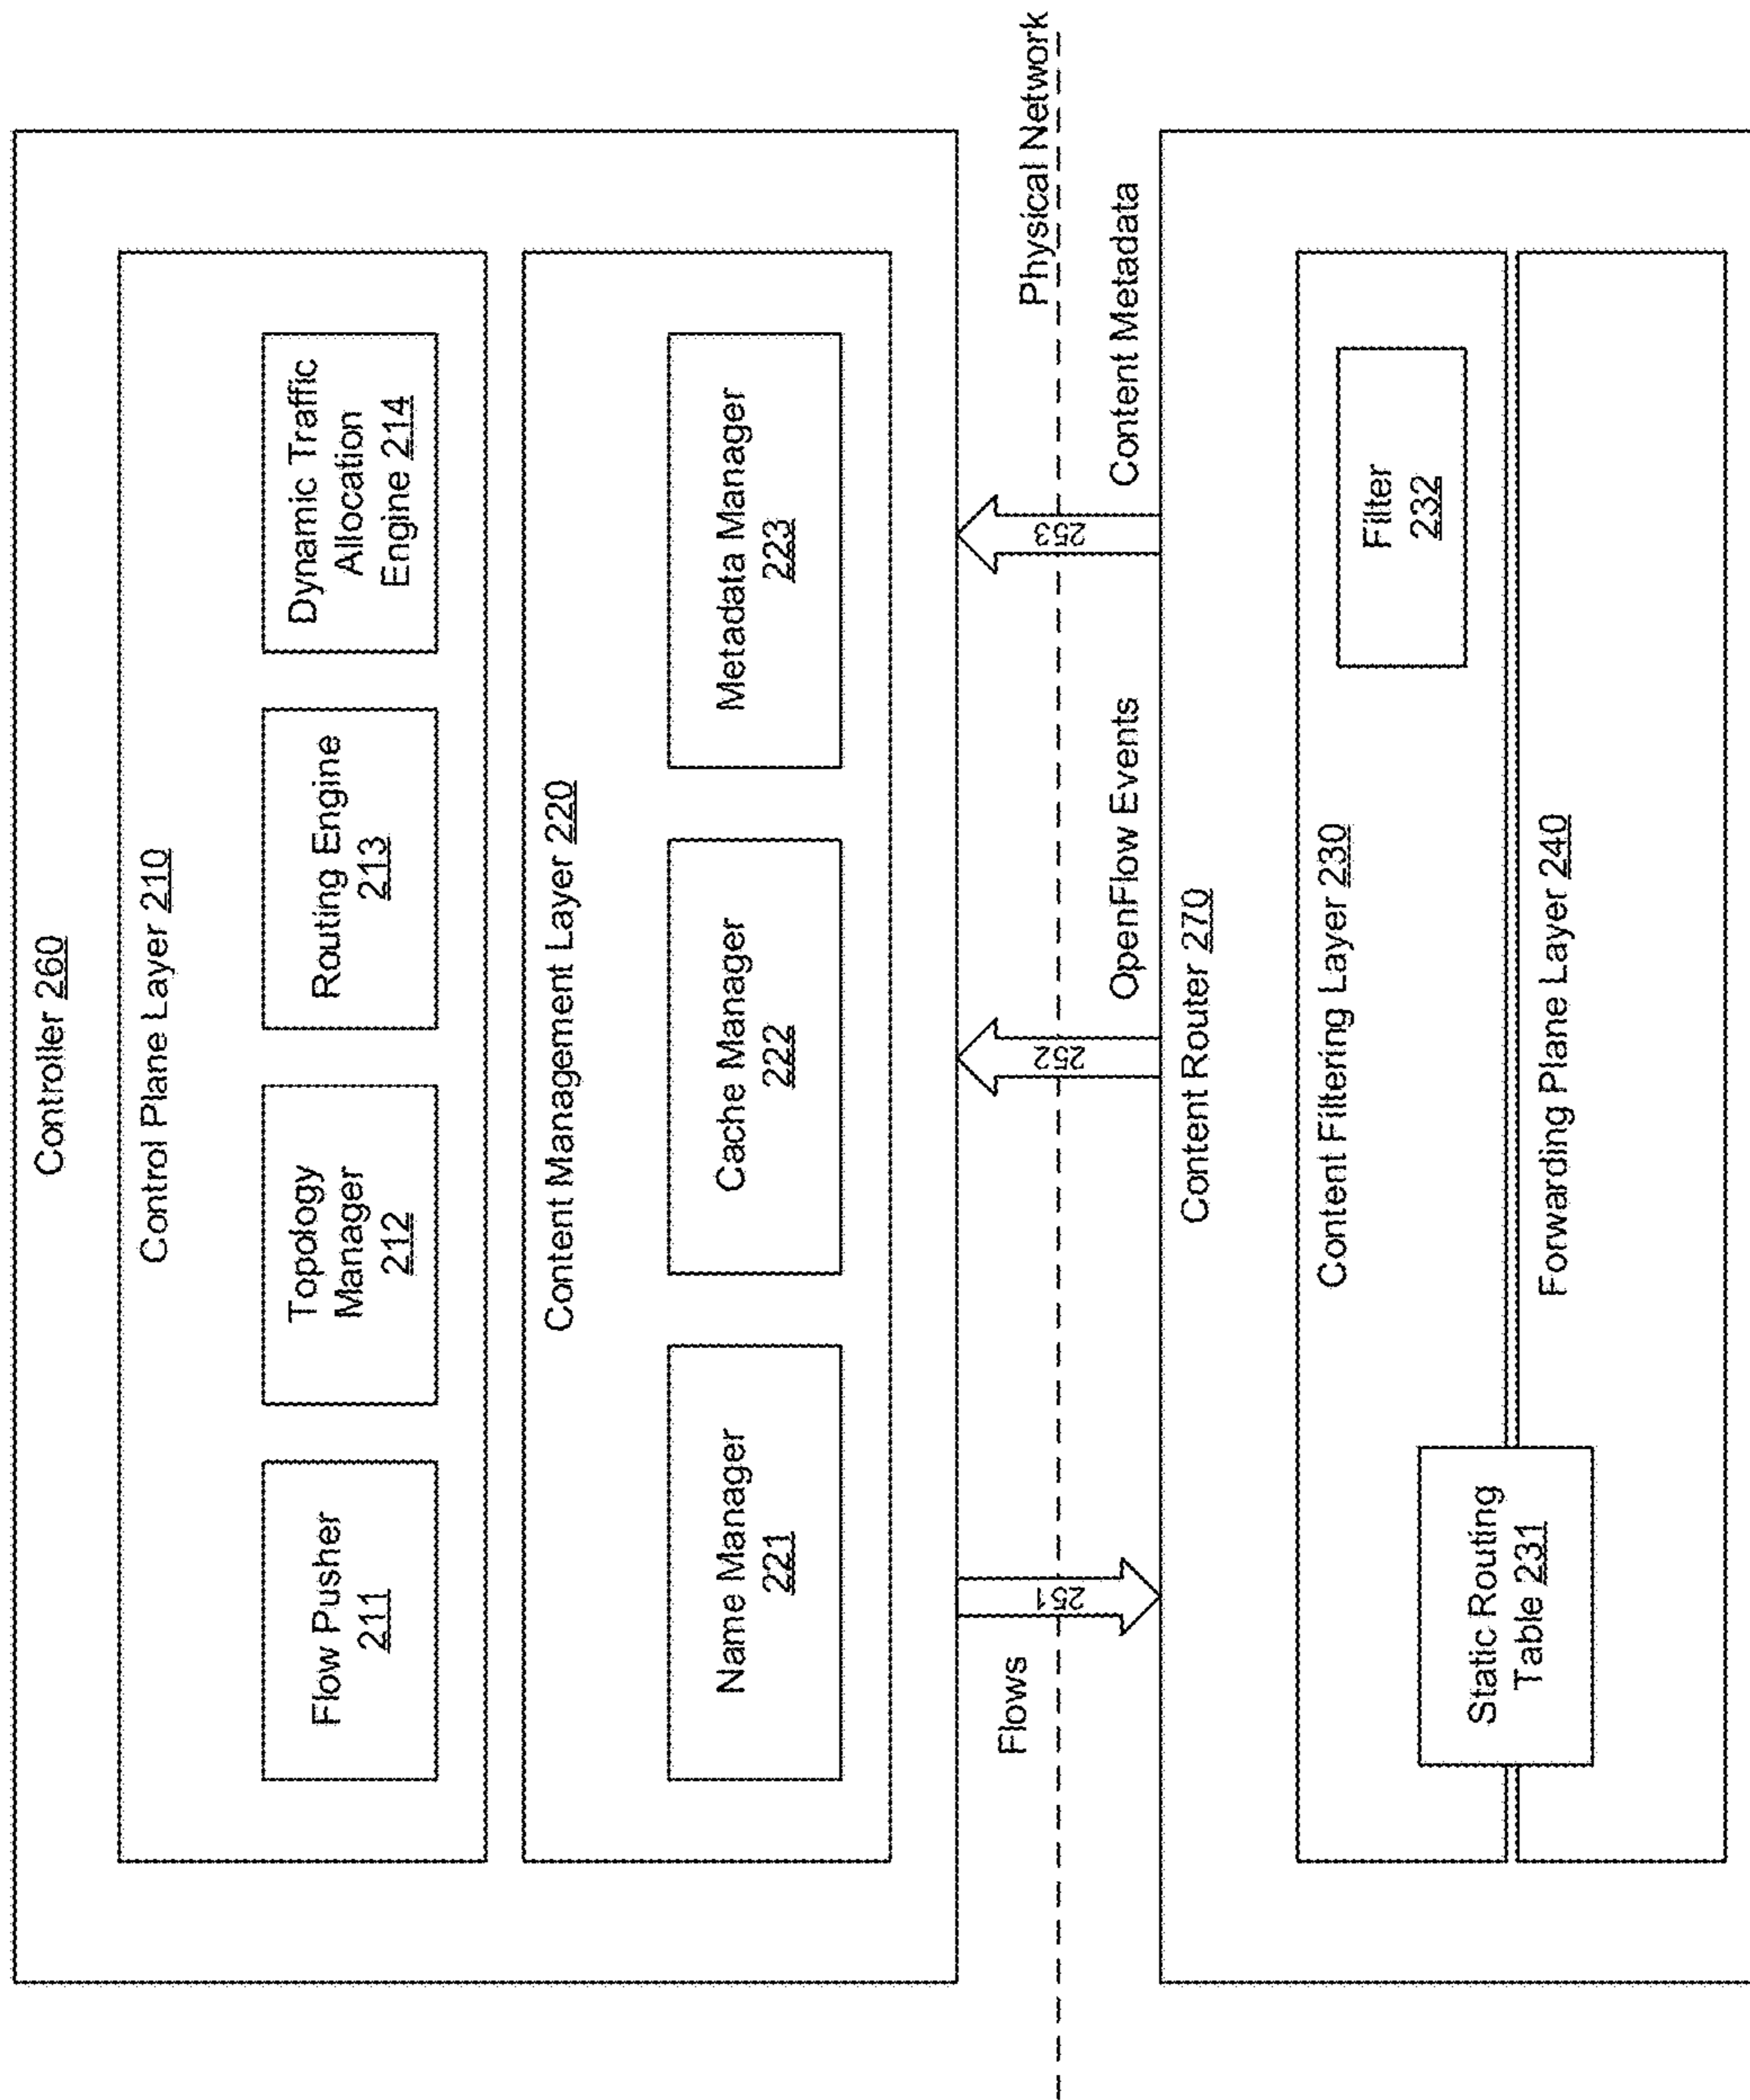 Controller 260
Control Plane Layer 210
Flow Pusher
211
Topology
Manager
212
Routing Engine
213
Dynamic Traffic
Allocation
Engine 214
Content Management Layer 220
Name Manager
221
Cache Manager
222
Metadata Manager
223
Flows
251
252
253
Physical Network
OpenFlow Events
Content Metadata
Content Router 270
Content Filtering Layer 230
Static Routing
Table 231
Filter
232
Forwarding Plane Layer 240